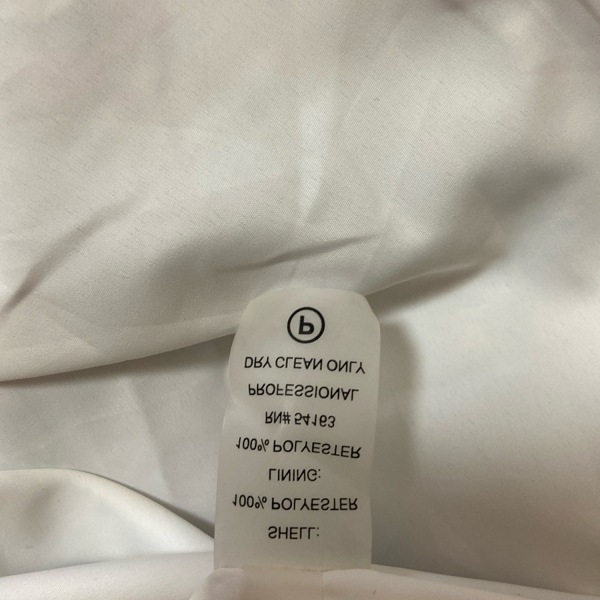 SHELL:
100% POLYESTER
LINING:
100% POLYESTER
RN# 54163
PROFESSIONAL
DRY CLEAN ONLY
P